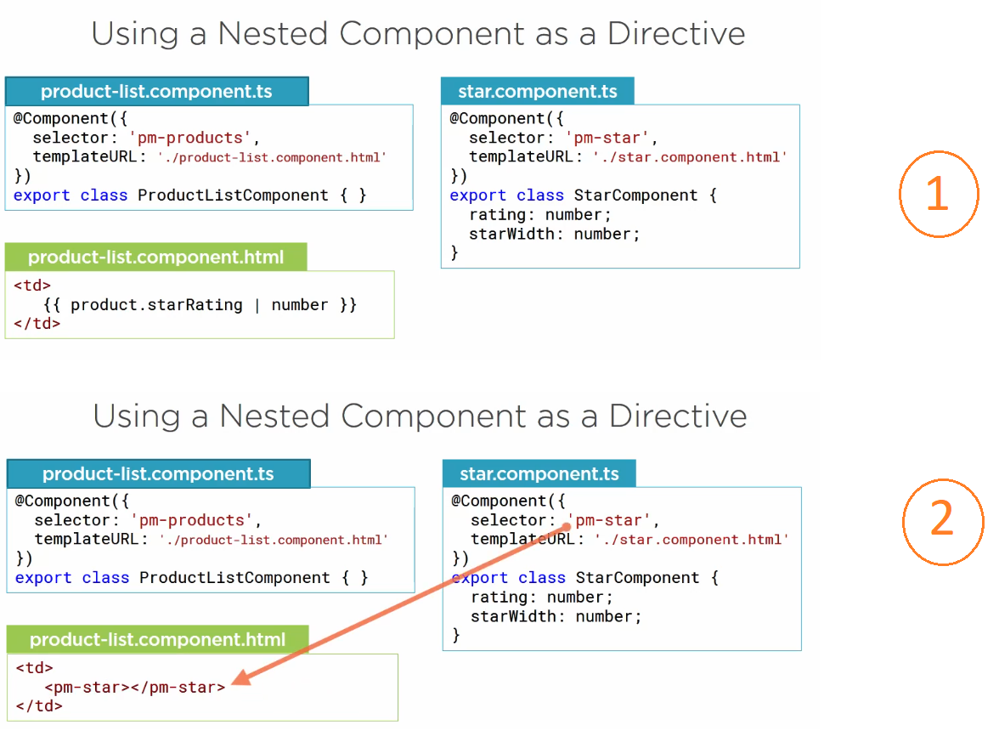 Using a Nested Component as a Directive
product-list.component.ts
@Component({
  selector: 'pm-products',
  templateURL: './product-list.component.html'
})
export class ProductListComponent { }
product-list.component.html
<td>
   {{ product.starRating | number }}
</td>
star.component.ts
@Component({
  selector: 'pm-star',
  templateURL: './star.component.html'
})
export class StarComponent {
  rating: number;
  starWidth: number;
}
1
Using a Nested Component as a Directive
product-list.component.ts
@Component({
  selector: 'pm-products',
  templateURL: './product-list.component.html'
})
export class ProductListComponent { }
product-list.component.html
<td>
   <pm-star></pm-star>
</td>
star.component.ts
@Component({
  selector: 'pm-star',
  templateURL: './star.component.html'
})
export class StarComponent {
  rating: number;
  starWidth: number;
}
2